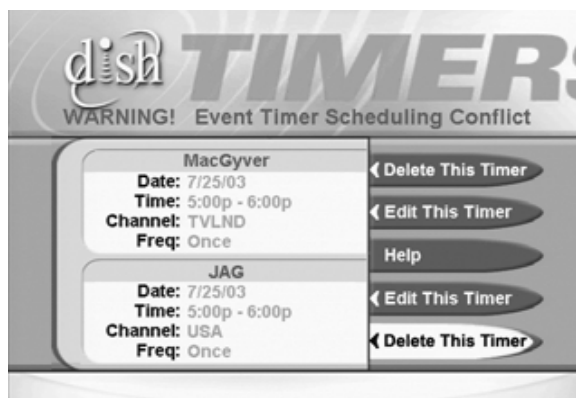 dish TIMERS
WARNING! Event Timer Scheduling Conflict
MacGyver
Date: 7/25/03
Time: 5:00p - 6:00p
Channel: TVLND
Freq: Once
JAG
Date: 7/25/03
Time: 5:00p - 6:00p
Channel: USA
Freq: Once
Delete This Timer
Edit This Timer
Help
Edit This Timer
Delete This Timer